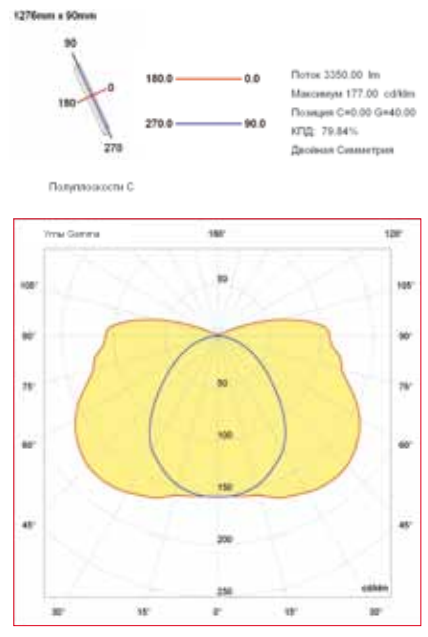 1276mm x 90mm
90
0
180
270
180.0 0.0
270.0 90.0
Поток 3350.00 lm
Максимум 177.00 cd/klm
Позиция C=0.00 G=40.00
КПД: 79.84%
Двойная Симметрия
Полуплоскости C
Углы Gamma 180° 120°
50
105° 105°
90° 90°
50
75° 75°
100
60° 60°
150
45° 45°
200
250
cd/klm
30° 15° 0° 15° 30°